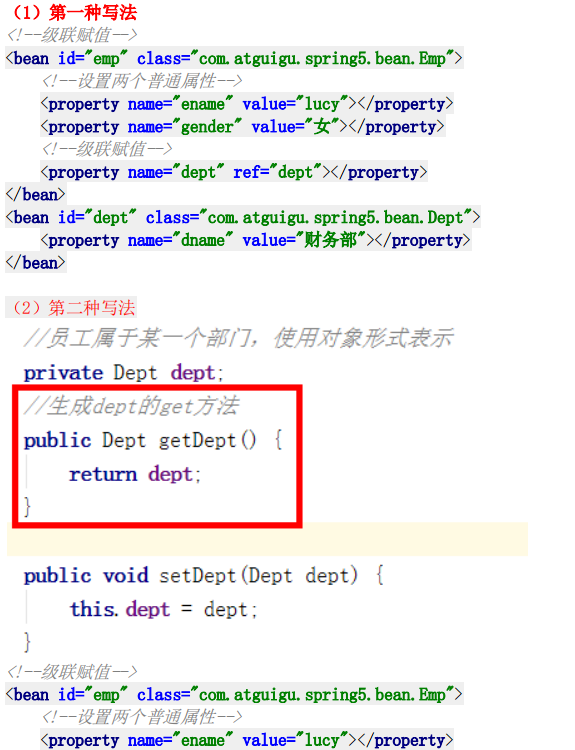 （1）第一种写法
<!--级联赋值-->
<bean id="emp" class="com.atguigu.spring5.bean.Emp">
<!--设置两个普通属性-->
<property name="ename" value="lucy"></property>
<property name="gender" value="女"></property>
<!--级联赋值-->
<property name="dept" ref="dept"></property>
</bean>
<bean id="dept" class="com.atguigu.spring5.bean.Dept">
<property name="dname" value="财务部"></property>
</bean>
（2）第二种写法
//员工属于某一个部门，使用对象形式表示
private Dept dept;
//生成dept的get方法
public Dept getDept() {
return dept;
}
public void setDept(Dept dept) {
this.dept = dept;
}
<!--级联赋值-->
<bean id="emp" class="com.atguigu.spring5.bean.Emp">
<!--设置两个普通属性-->
<property name="ename" value="lucy"></property>